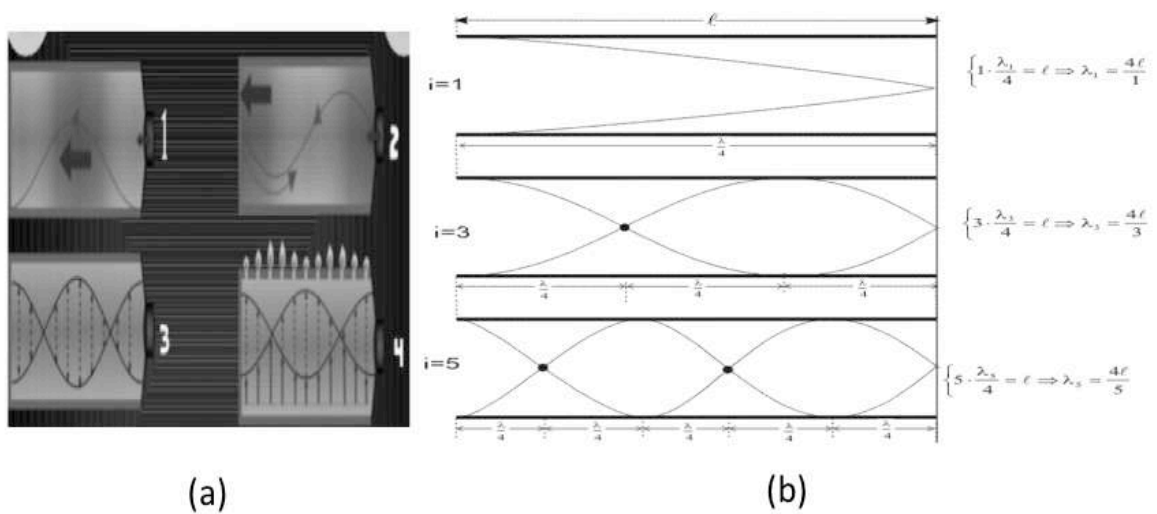 1
2
3
4
ℓ
i=1
λ/4
{1 · λ₁/4 = ℓ ⟹ λ₁ = 4ℓ/1
i=3
λ/4 λ/4 λ/4
{3 · λ₃/4 = ℓ ⟹ λ₃ = 4ℓ/3
i=5
λ/4 λ/4 λ/4 λ/4 λ/4
{5 · λ₅/4 = ℓ ⟹ λ₅ = 4ℓ/5
(a)
(b)